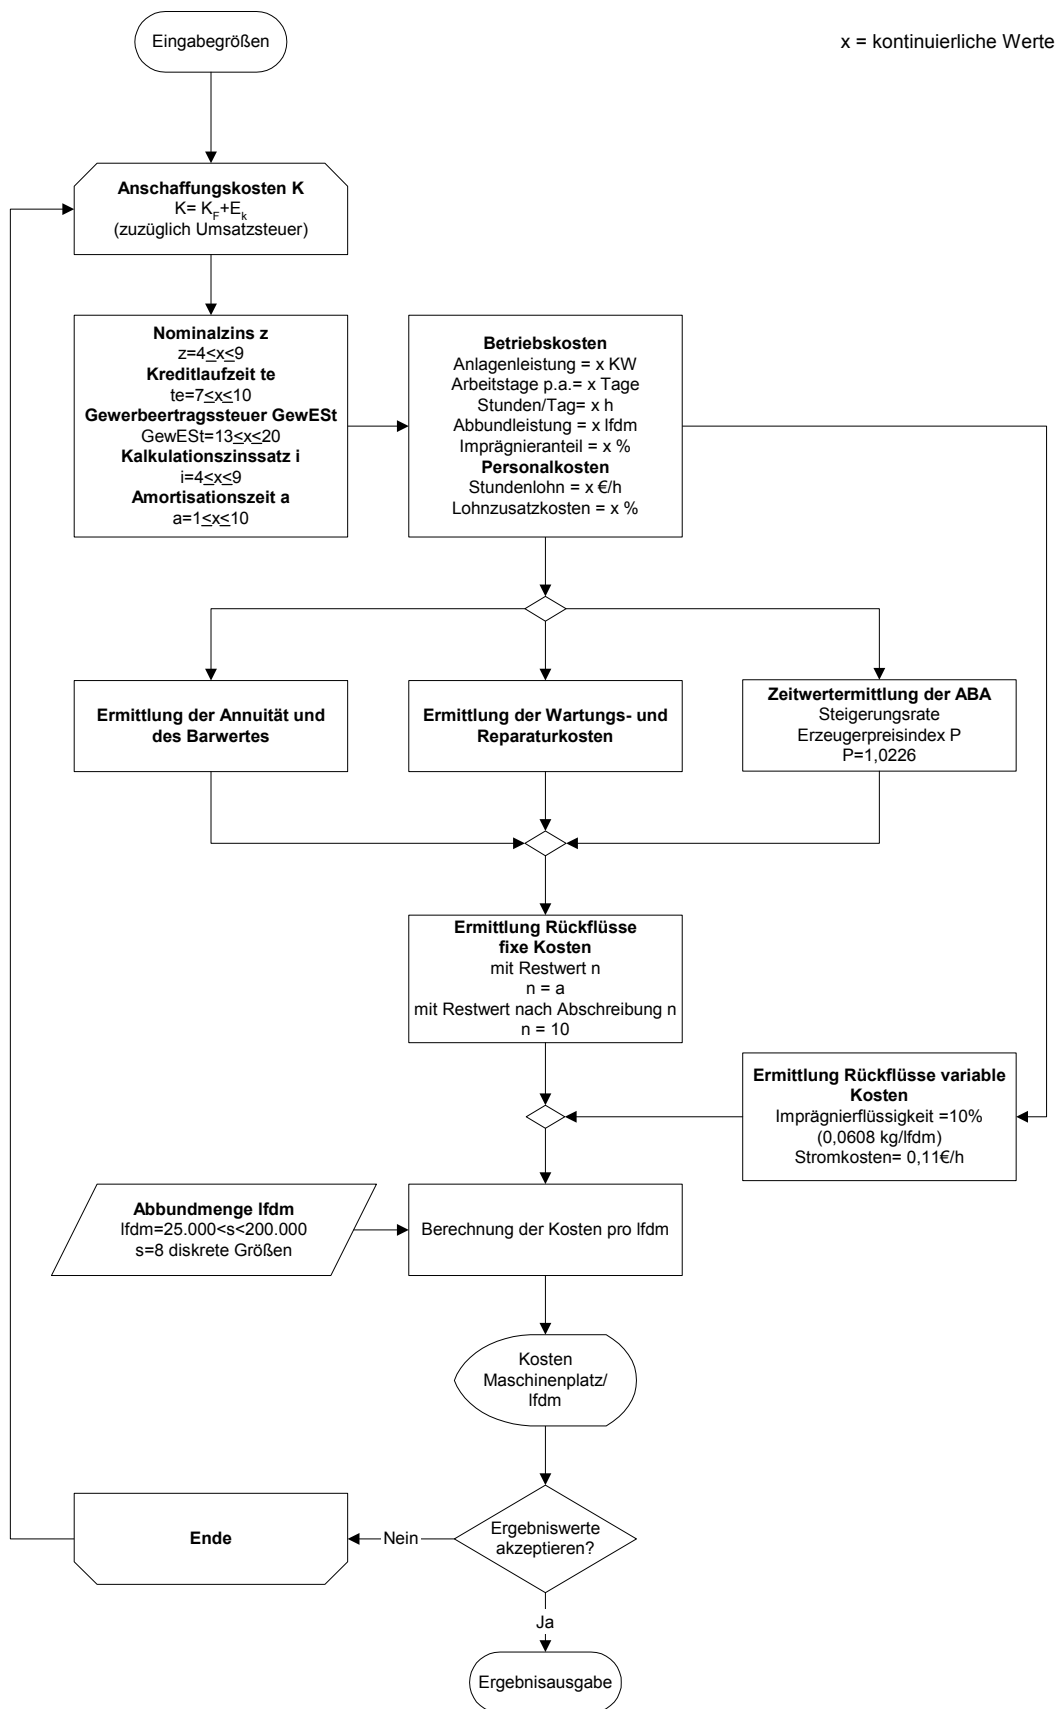 Eingabegrößen
x = kontinuierliche Werte
Anschaffungskosten K
K= K_F+E_k
(zuzüglich Umsatzsteuer)
Nominalzins z
z=4≤x≤9
Kreditlaufzeit te
te=7≤x≤10
Gewerbeertragssteuer GewESt
GewESt=13≤x≤20
Kalkulationszinssatz i
i=4≤x≤9
Amortisationszeit a
a=1≤x≤10
Betriebskosten
Anlagenleistung = x KW
Arbeitstage p.a.= x Tage
Stunden/Tag= x h
Abbundleistung = x lfdm
Imprägnieranteil = x %
Personalkosten
Stundenlohn = x €/h
Lohnzusatzkosten = x %
Ermittlung der Annuität und
des Barwertes
Ermittlung der Wartungs- und
Reparaturkosten
Zeitwertermittlung der ABA
Steigerungsrate
Erzeugerpreisindex P
P=1,0226
Ermittlung Rückflüsse
fixe Kosten
mit Restwert n
n = a
mit Restwert nach Abschreibung n
n = 10
Ermittlung Rückflüsse variable
Kosten
Imprägnierflüssigkeit =10%
(0,0608 kg/lfdm)
Stromkosten= 0,11€/h
Abbundmenge lfdm
lfdm=25.000<s<200.000
s=8 diskrete Größen
Berechnung der Kosten pro lfdm
Kosten
Maschinenplatz/
lfdm
Ergebniswerte
akzeptieren?
Nein
Ende
Ja
Ergebnisausgabe